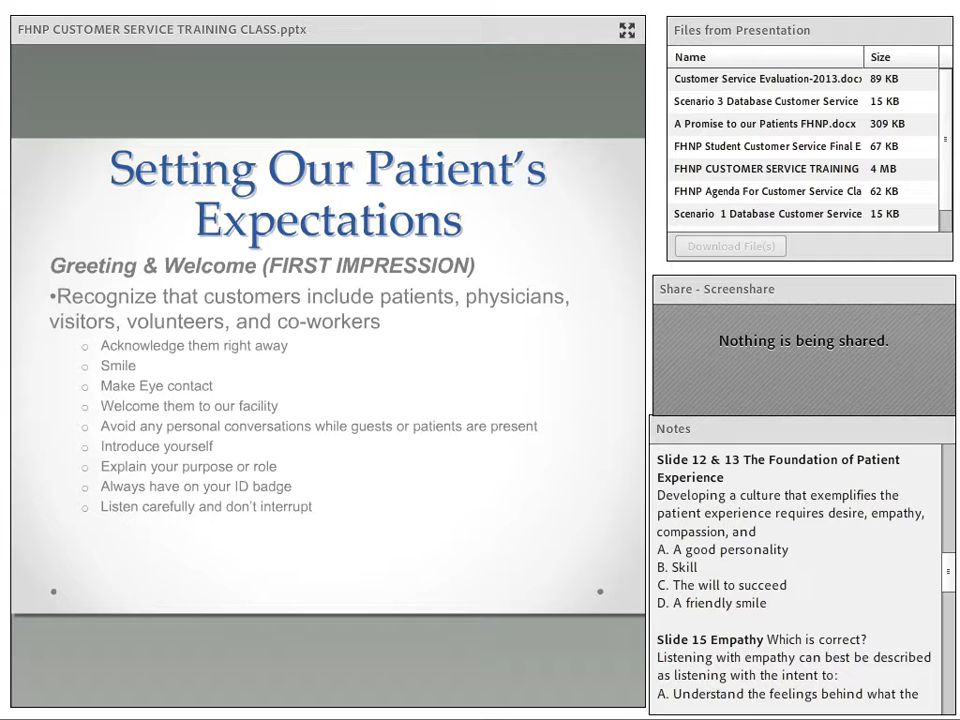 FHNP CUSTOMER SERVICE TRAINING CLASS.pptx
Setting Our Patient's
Expectations
Greeting & Welcome (FIRST IMPRESSION)
•Recognize that customers include patients, physicians,
visitors, volunteers, and co-workers
o Acknowledge them right away
o Smile
o Make Eye contact
o Welcome them to our facility
o Avoid any personal conversations while guests or patients are present
o Introduce yourself
o Explain your purpose or role
o Always have on your ID badge
o Listen carefully and don't interrupt
Files from Presentation
Name Size
Customer Service Evaluation-2013.docx 89 KB
Scenario 3 Database Customer Service 15 KB
A Promise to our Patients FHNP.docx 309 KB
FHNP Student Customer Service Final E 67 KB
FHNP CUSTOMER SERVICE TRAINING 4 MB
FHNP Agenda For Customer Service Cla 62 KB
Scenario 1 Database Customer Service 15 KB
Download File(s)
Share - Screenshare
Nothing is being shared.
Notes
Slide 12 & 13 The Foundation of Patient
Experience
Developing a culture that exemplifies the
patient experience requires desire, empathy,
compassion, and
A. A good personality
B. Skill
C. The will to succeed
D. A friendly smile
Slide 15 Empathy Which is correct?
Listening with empathy can best be described
as listening with the intent to:
A. Understand the feelings behind what the